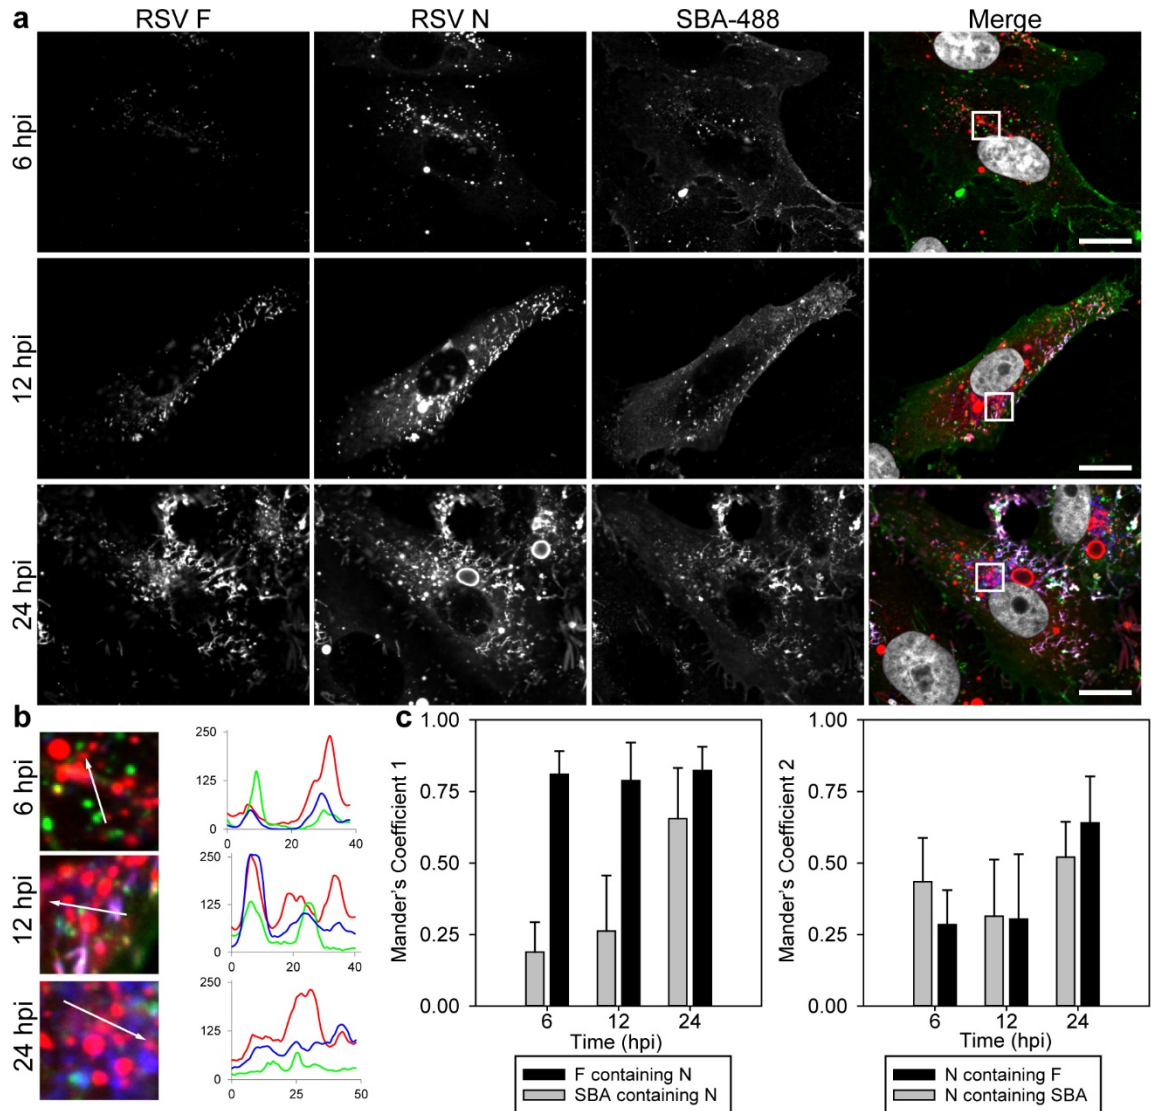 a RSV F RSV N SBA-488 Merge
6 hpi
12 hpi
24 hpi
b
6 hpi
250
125
0
0 20 40
12 hpi
250
125
0
0 20 40
24 hpi
250
125
0
0 25 50
c
Mander's Coefficient 1
1.00
0.75
0.50
0.25
0.00
6 12 24
Time (hpi)
F containing N
SBA containing N
Mander's Coefficient 2
1.00
0.75
0.50
0.25
0.00
6 12 24
Time (hpi)
N containing F
N containing SBA